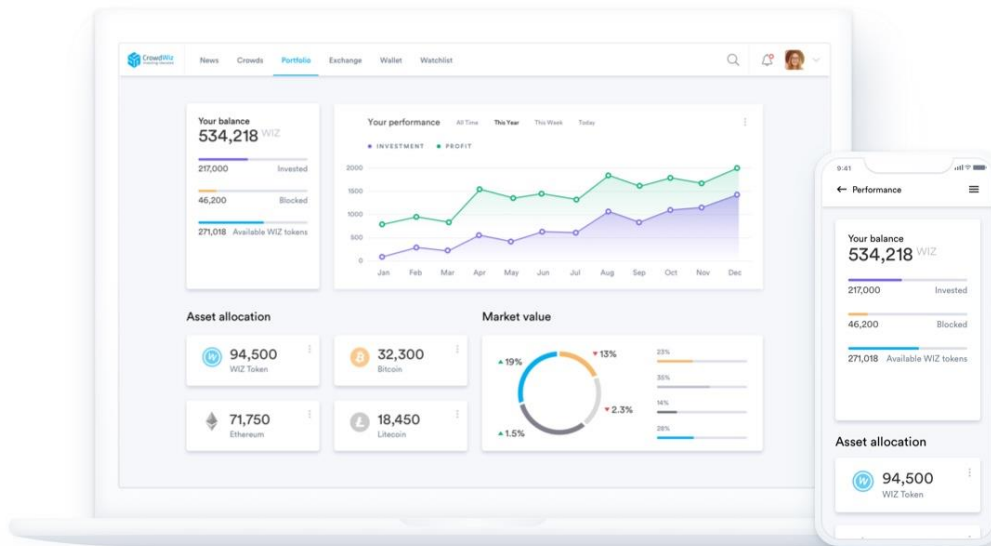 CrowdWiz
News Crowds Portfolio Exchange Wallet Watchlist
Your balance
534,218 WIZ
217,000 Invested
46,200 Blocked
271,018 Available WIZ tokens
Your performance All Time This Year This Week Today
INVESTMENT PROFIT
2000
1500
1000
500
0
Jan Feb Mar Apr May Jun Jul Aug Sep Oct Nov Dec
Asset allocation
94,500
WIZ Token
32,300
Bitcoin
71,750
Ethereum
18,450
Litecoin
Market value
19%
13%
2.3%
1.5%
23%
35%
14%
28%
9:41
Performance
Your balance
534,218 WIZ
217,000 Invested
46,200 Blocked
271,018 Available WIZ tokens
Asset allocation
94,500
WIZ Token